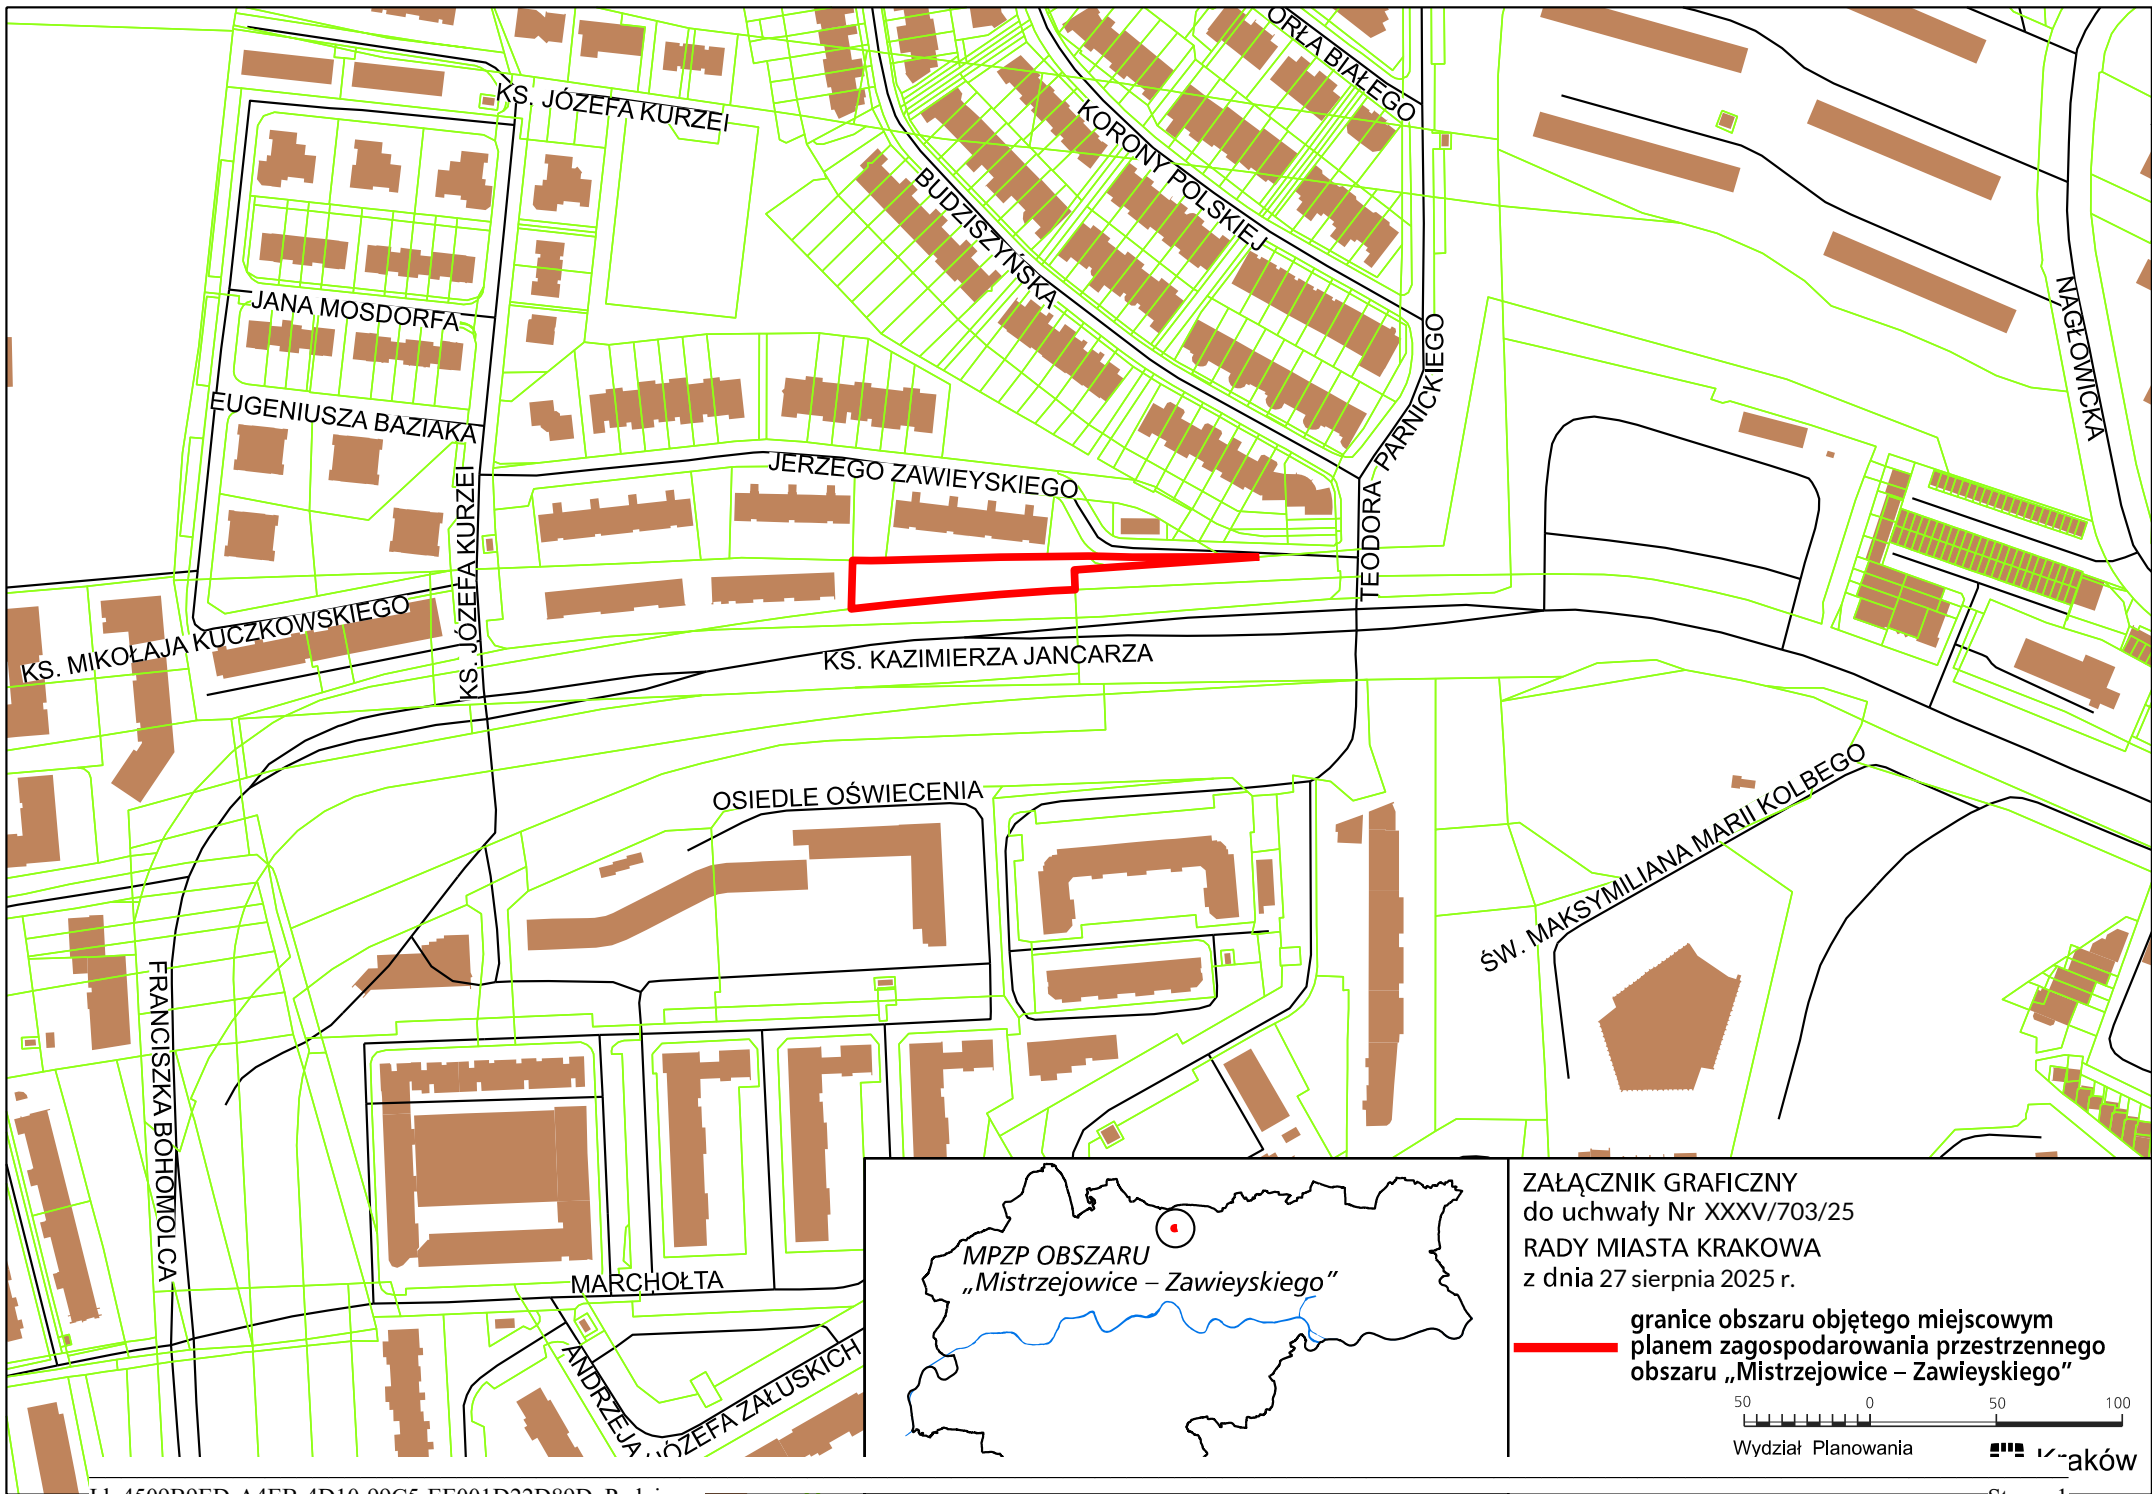 ORŁA BIAŁEGO
KS. JÓZEFA KURZEI
KORONY POLSKIEJ
BUDZISZYŃSKA
JANA MOSDORFA
NAGŁOWICKA
EUGENIUSZA BAZIAKA
TEODORA PARNICKIEGO
JERZEGO ZAWIEYSKIEGO
KS. JÓZEFA KURZEI
KS. MIKOŁAJA KUCZKOWSKIEGO
KS. KAZIMIERZA JANCARZA
OSIEDLE OŚWIECENIA
ŚW. MAKSYMILIANA MARII KOLBEGO
FRANCISZKA BOHOMOLCA
MARCHOŁTA
ANDRZEJA
JÓZEFA ZAŁUSKICH
MPZP OBSZARU
„Mistrzejowice – Zawieyskiego”
ZAŁĄCZNIK GRAFICZNY
do uchwały Nr XXXV/703/25
RADY MIASTA KRAKOWA
z dnia 27 sierpnia 2025 r.
granice obszaru objętego miejscowym
planem zagospodarowania przestrzennego
obszaru „Mistrzejowice – Zawieyskiego”
50 0 50 100
Wydział Planowania
Kraków